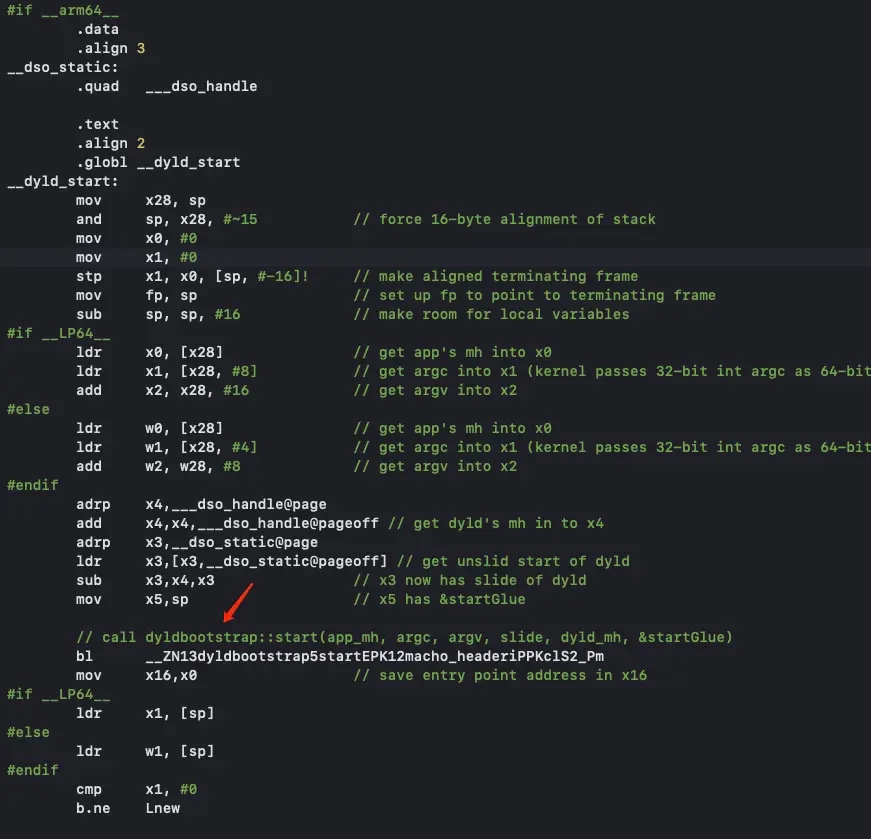 #if __arm64__
.data
.align 3
__dso_static:
.quad ___dso_handle
.text
.align 2
.globl __dyld_start
__dyld_start:
mov x28, sp
and sp, x28, #~15 // force 16-byte alignment of stack
mov x0, #0
mov x1, #0
stp x1, x0, [sp, #-16]! // make aligned terminating frame
mov fp, sp // set up fp to point to terminating frame
sub sp, sp, #16 // make room for local variables
#if __LP64__
ldr x0, [x28] // get app's mh into x0
ldr x1, [x28, #8] // get argc into x1 (kernel passes 32-bit int argc as 64-bit
add x2, x28, #16 // get argv into x2
#else
ldr w0, [x28] // get app's mh into x0
ldr w1, [x28, #4] // get argc into x1 (kernel passes 32-bit int argc as 64-bit
add w2, w28, #8 // get argv into x2
#endif
adrp x4,___dso_handle@page
add x4,x4,___dso_handle@pageoff // get dyld's mh in to x4
adrp x3,__dso_static@page
ldr x3,[x3,__dso_static@pageoff] // get unslid start of dyld
sub x3,x4,x3 // x3 now has slide of dyld
mov x5,sp // x5 has &startGlue
// call dyldbootstrap::start(app_mh, argc, argv, slide, dyld_mh, &startGlue)
bl __ZN13dyldbootstrap5startEPK12macho_headeriPPKclS2_Pm
mov x16,x0 // save entry point address in x16
#if __LP64__
ldr x1, [sp]
#else
ldr w1, [sp]
#endif
cmp x1, #0
b.ne Lnew